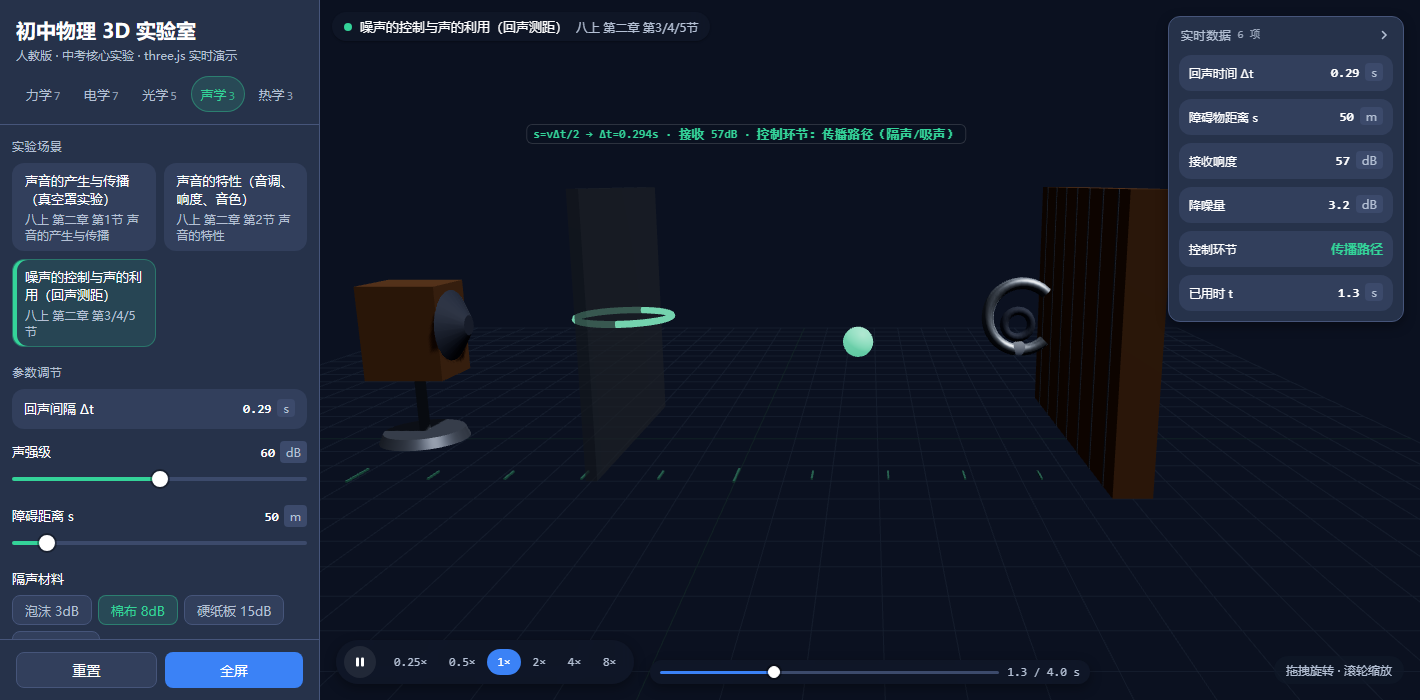 初中物理 3D 实验室
人教版 · 中考核心实验 · three.js 实时演示
力学 7 电学 7 光学 5 声学 3 热学 3
实验场景
声音的产生与传播
（真空罩实验）
八上 第二章 第1节 声
音的产生与传播
声音的特性（音调、
响度、音色）
八上 第二章 第2节 声
音的特性
噪声的控制与声的利
用（回声测距）
八上 第二章 第3/4/5
节
参数调节
回声间隔 Δt 0.29 s
声强级 60 dB
障碍距离 s 50 m
隔声材料
泡沫 3dB 棉布 8dB 硬纸板 15dB
重置 全屏
噪声的控制与声的利用（回声测距） 八上 第二章 第3/4/5节
s=vΔt/2 → Δt=0.294s · 接收 57dB · 控制环节：传播路径（隔声/吸声）
实时数据 6 项
回声时间 Δt 0.29 s
障碍物距离 s 50 m
接收响度 57 dB
降噪量 3.2 dB
控制环节 传播路径
已用时 t 1.3 s
0.25× 0.5× 1× 2× 4× 8×
1.3 / 4.0 s
拖拽旋转 · 滚轮缩放